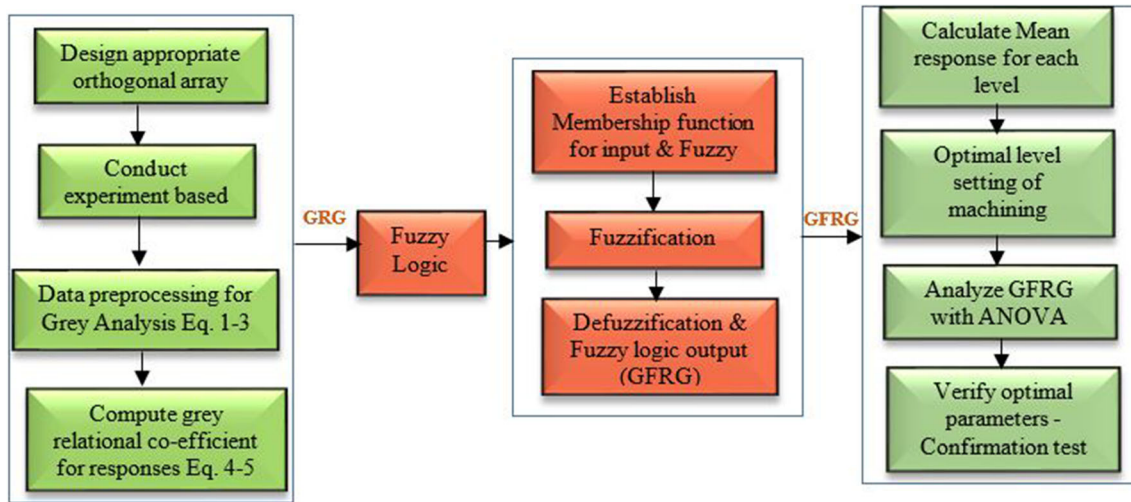 Design appropriate
orthogonal array
Conduct
experiment based
Data preprocessing for
Grey Analysis Eq. 1-3
Compute grey
relational co-efficient
for responses Eq. 4-5
GRG
Fuzzy
Logic
Establish
Membership function
for input & Fuzzy
Fuzzification
Defuzzification &
Fuzzy logic output
(GFRG)
GFRG
Calculate Mean
response for each
level
Optimal level
setting of
machining
Analyze GFRG
with ANOVA
Verify optimal
parameters -
Confirmation test